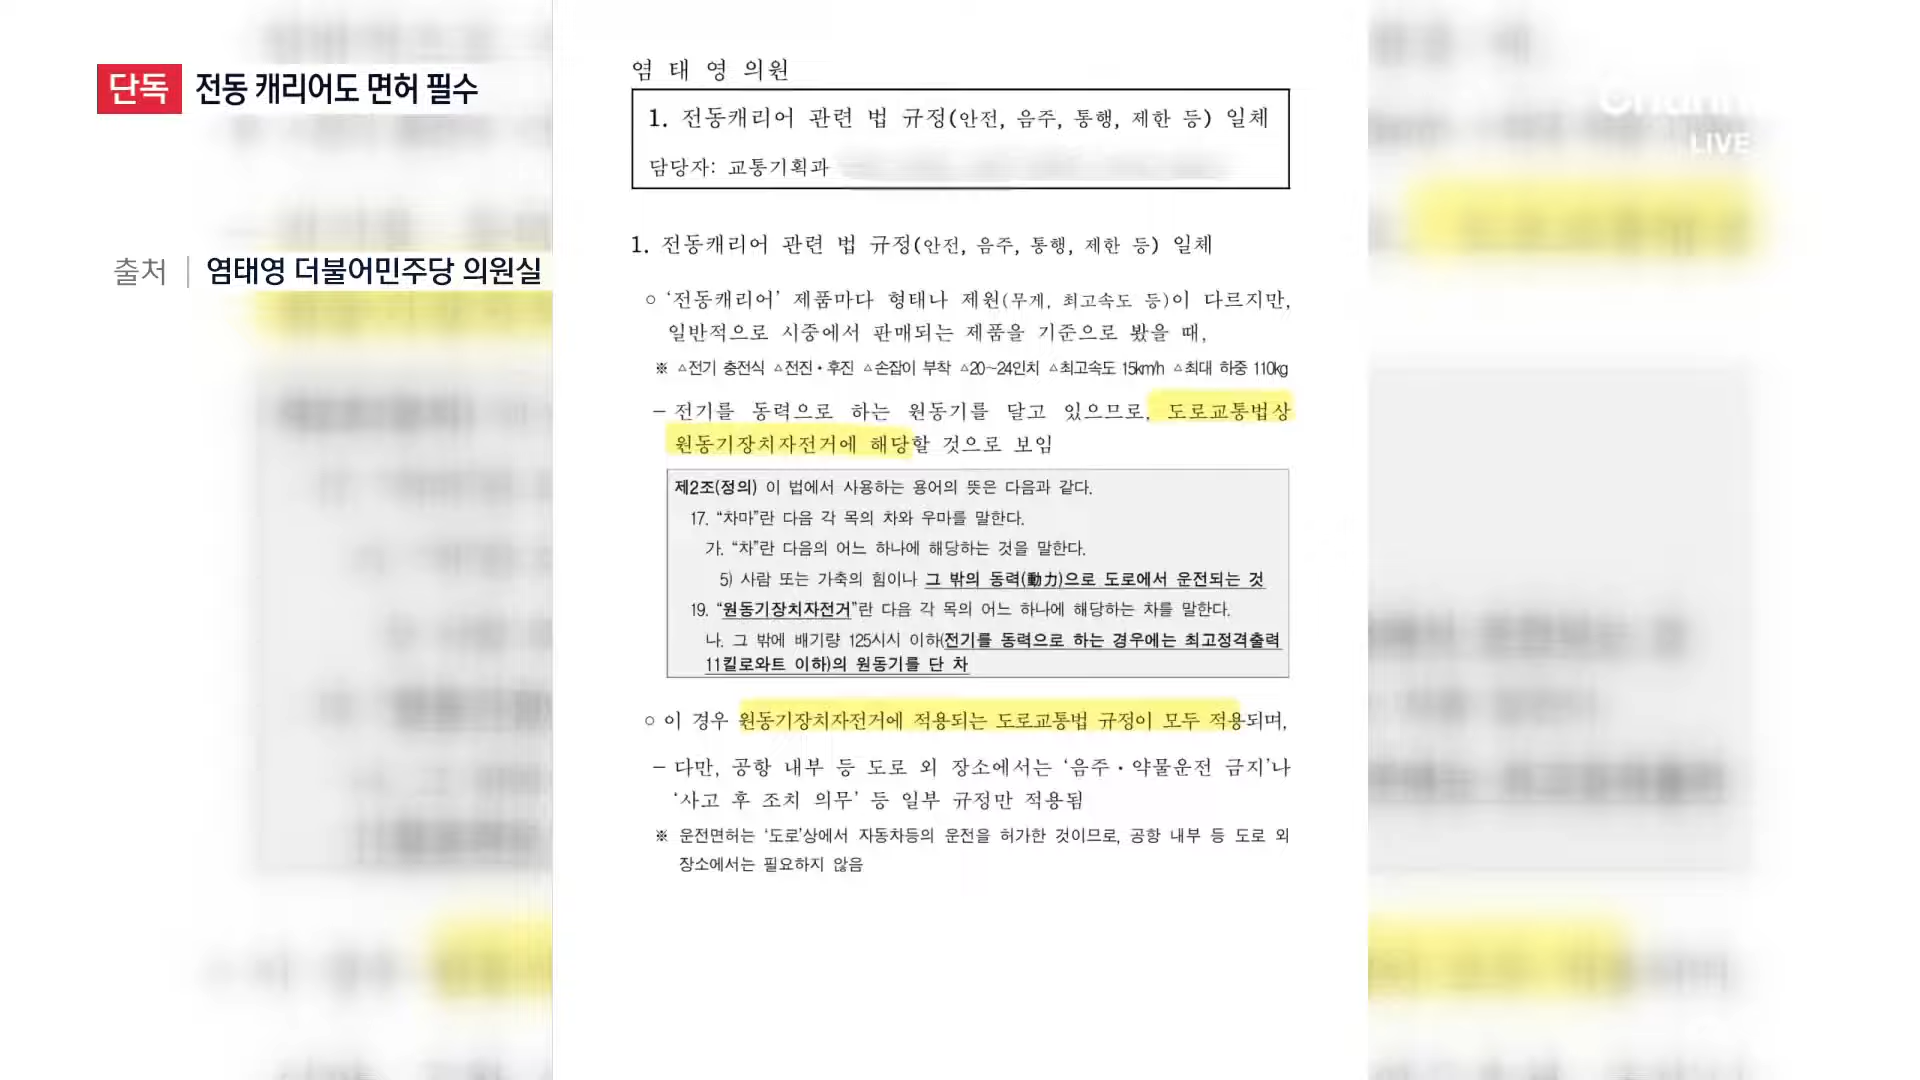 단독 전동 캐리어도 면허 필수
출처 | 염태영 더불어민주당 의원실
LIVE
염 태 영 의원
1. 전동캐리어 관련 법 규정(안전, 음주, 통행, 제한 등) 일체
담당자: 교통기획과
1. 전동캐리어 관련 법 규정(안전, 음주, 통행, 제한 등) 일체
○ ‘전동캐리어’ 제품마다 형태나 제원(무게, 최고속도 등)이 다르지만,
일반적으로 시중에서 판매되는 제품을 기준으로 봤을 때,
※ △전기 충전식 △전진·후진 △손잡이 부착 △20~24인치 △최고속도 15km/h △최대 하중 110kg
- 전기를 동력으로 하는 원동기를 달고 있으므로, 도로교통법상
원동기장치자전거에 해당할 것으로 보임
제2조(정의) 이 법에서 사용하는 용어의 뜻은 다음과 같다.
17. “차마”란 다음 각 목의 차와 우마를 말한다.
가. “차”란 다음의 어느 하나에 해당하는 것을 말한다.
5) 사람 또는 가축의 힘이나 그 밖의 동력(動力)으로 도로에서 운전되는 것
19. “원동기장치자전거”란 다음 각 목의 어느 하나에 해당하는 차를 말한다.
나. 그 밖에 배기량 125시시 이하(전기를 동력으로 하는 경우에는 최고정격출력
11킬로와트 이하)의 원동기를 단 차
○ 이 경우 원동기장치자전거에 적용되는 도로교통법 규정이 모두 적용되며,
- 다만, 공항 내부 등 도로 외 장소에서는 ‘음주·약물운전 금지’나
‘사고 후 조치 의무’ 등 일부 규정만 적용됨
※ 운전면허는 ‘도로’상에서 자동차등의 운전을 허가한 것이므로, 공항 내부 등 도로 외
장소에서는 필요하지 않음